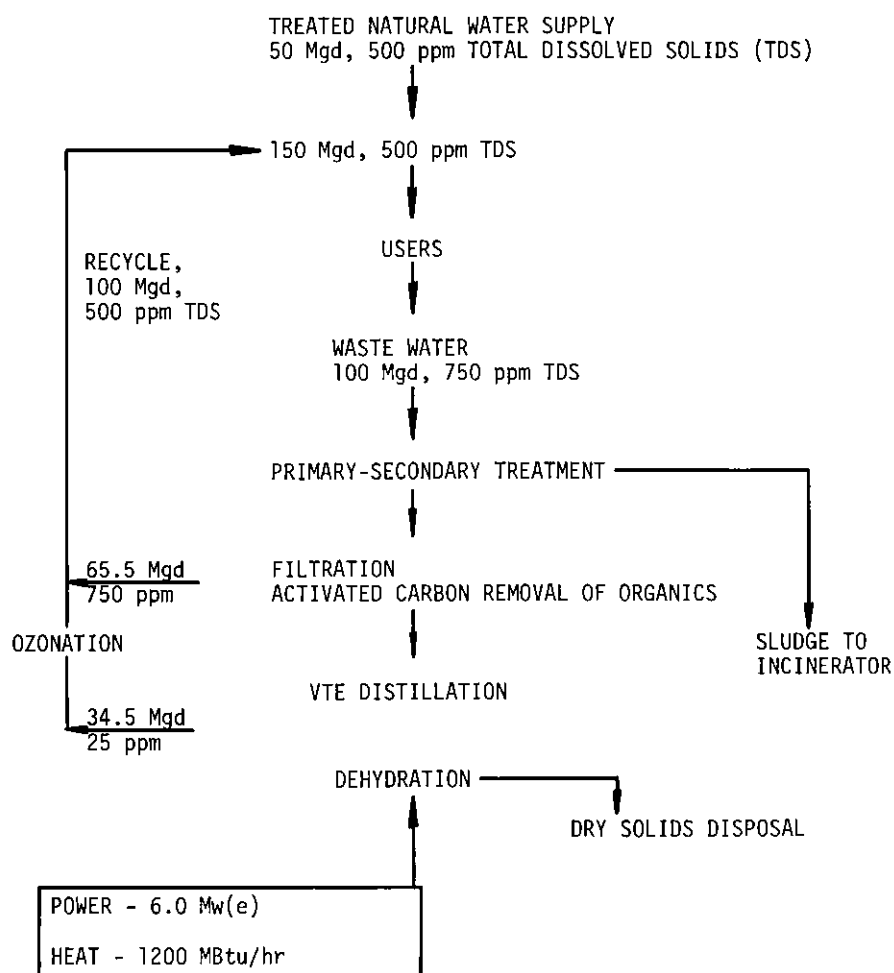 TREATED NATURAL WATER SUPPLY
50 Mgd, 500 ppm TOTAL DISSOLVED SOLIDS (TDS)
150 Mgd, 500 ppm TDS
USERS
RECYCLE,
100 Mgd,
500 ppm TDS
WASTE WATER
100 Mgd, 750 ppm TDS
PRIMARY-SECONDARY TREATMENT
65.5 Mgd
750 ppm
FILTRATION
ACTIVATED CARBON REMOVAL OF ORGANICS
OZONATION
SLUDGE TO
INCINERATOR
VTE DISTILLATION
34.5 Mgd
25 ppm
DEHYDRATION
DRY SOLIDS DISPOSAL
POWER - 6.0 Mw(e)
HEAT - 1200 MBtu/hr